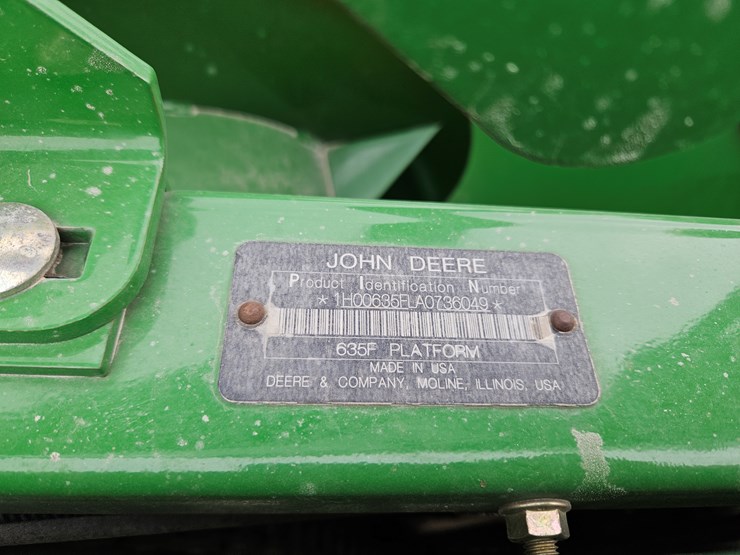 JOHN DEERE
Product Identification Number
*1H00635FLA0736049*
635F PLATFORM
MADE IN USA
DEERE & COMPANY, MOLINE, ILLINOIS, USA